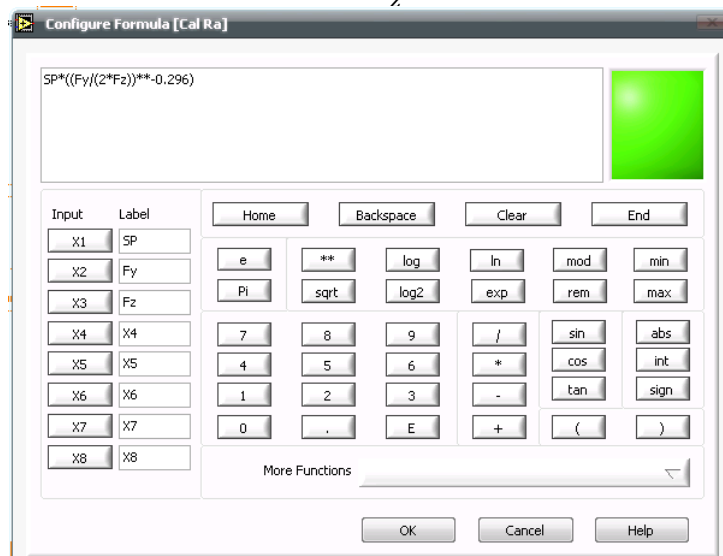 Configure Formula [Cal Ra]
SP*((Fy/(2*Fz))**-0.296)
Input Label Home Backspace Clear End
X1 SP
X2 Fy e ** log ln mod min
X3 Fz Pi sqrt log2 exp rem max
X4 X4 7 8 9 / sin abs
X5 X5 4 5 6 * cos int
X6 X6 1 2 3 - tan sign
X7 X7 0 . E + ( )
X8 X8
More Functions
OK Cancel Help